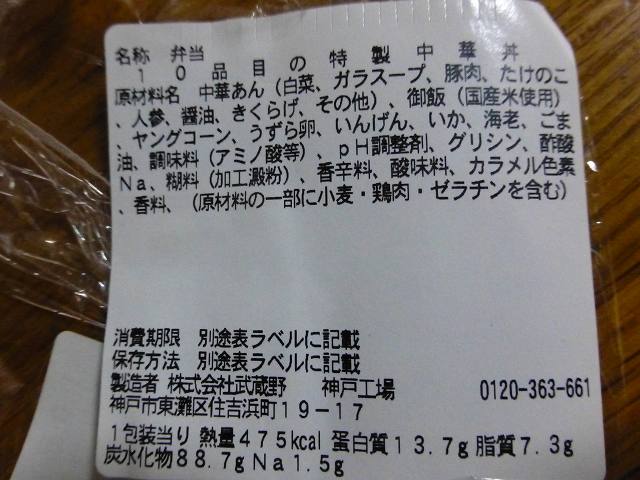 名称 弁当
10品目の特製中華丼
原材料名 中華あん(白菜、ガラスープ、豚肉、たけのこ
、人参、醤油、きくらげ、その他)、御飯(国産米使用)
、ヤングコーン、うずら卵、いんげん、いか、海老、ごま
油、調味料(アミノ酸等)、pH調整剤、グリシン、酢酸
Na、糊料(加工澱粉)、香辛料、酸味料、カラメル色素
、香料、(原材料の一部に小麦・鶏肉・ゼラチンを含む)
消費期限 別途表ラベルに記載
保存方法 別途表ラベルに記載
製造者 株式会社武蔵野 神戸工場 0120-363-661
神戸市東灘区住吉浜町19-17
1包装当り 熱量475kcal 蛋白質13.7g 脂質7.3g
炭水化物88.7g Na1.5g